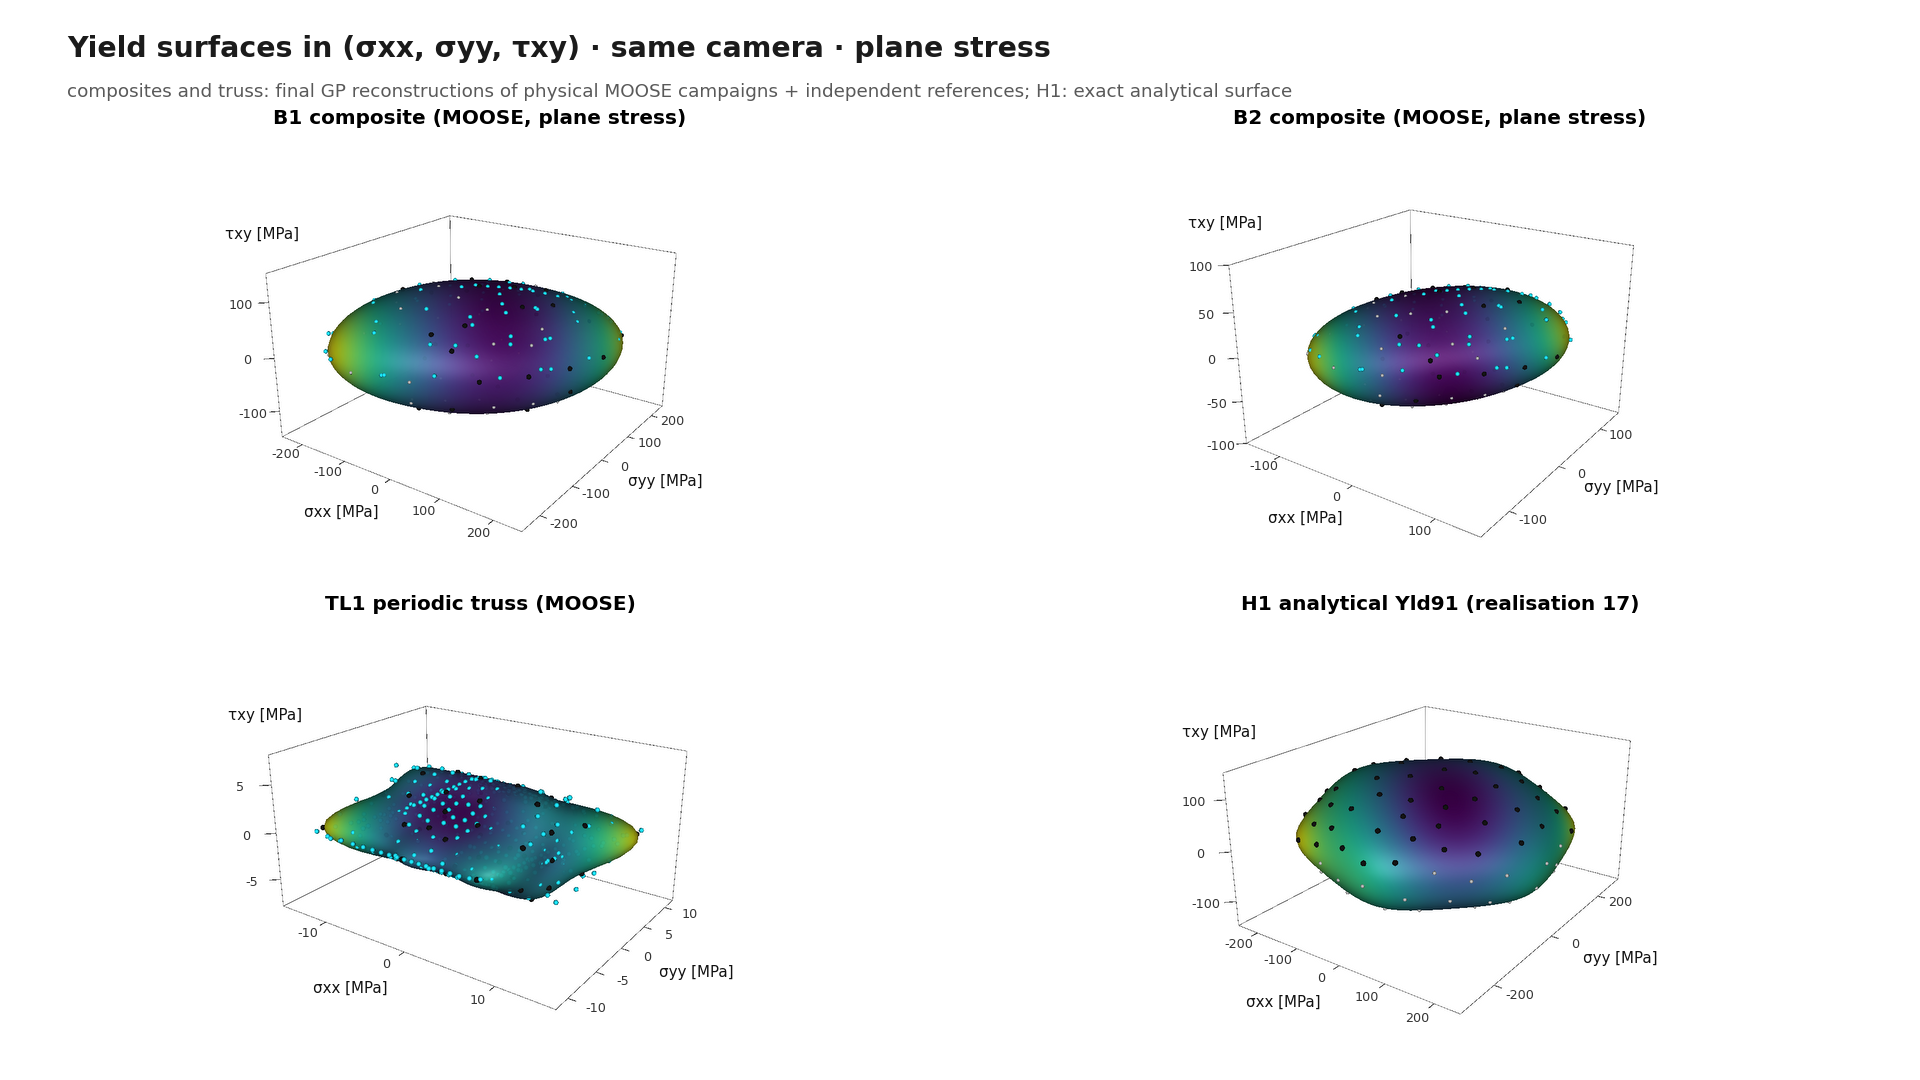 Yield surfaces in (σxx, σyy, τxy) · same camera · plane stress
composites and truss: final GP reconstructions of physical MOOSE campaigns + independent references; H1: exact analytical surface
B1 composite (MOOSE, plane stress)
τxy [MPa]
100
0
-100
-200
-100
0
100
200
σxx [MPa]
200
100
0
-100
-200
σyy [MPa]
B2 composite (MOOSE, plane stress)
τxy [MPa]
100
50
0
-50
-100
-100
0
100
σxx [MPa]
100
0
-100
σyy [MPa]
TL1 periodic truss (MOOSE)
τxy [MPa]
5
0
-5
-10
0
10
σxx [MPa]
10
5
0
-5
-10
σyy [MPa]
H1 analytical Yld91 (realisation 17)
τxy [MPa]
100
0
-100
-200
-100
0
100
200
σxx [MPa]
200
0
-200
σyy [MPa]